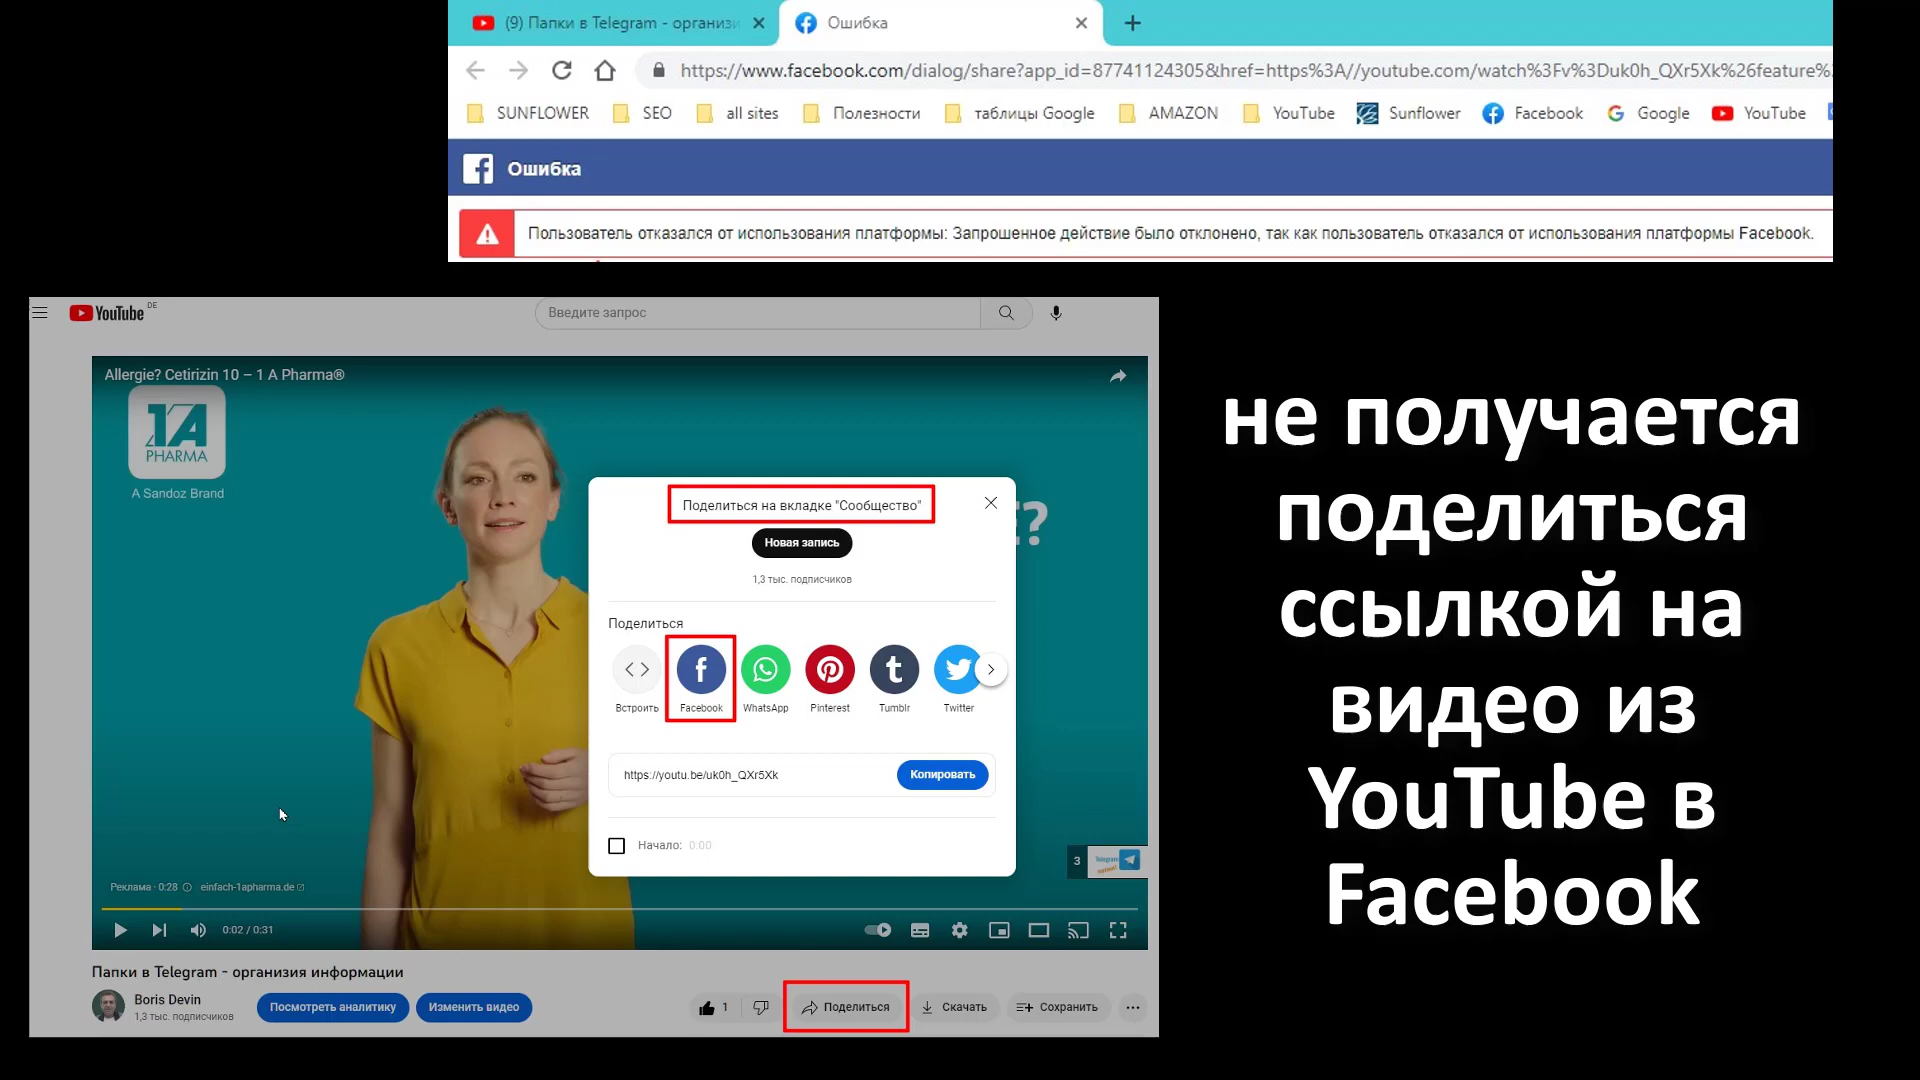 (9) Папки в Telegram - организи
Ошибка
https://www.facebook.com/dialog/share?app_id=87741124305&href=https%3A//youtube.com/watch%3Fv%3Duk0h_QXr5Xk%26feature%
SUNFLOWER SEO all sites Полезности таблицы Google AMAZON YouTube Sunflower Facebook Google YouTube
Ошибка
Пользователь отказался от использования платформы: Запрошенное действие было отклонено, так как пользователь отказался от использования платформы Facebook.
YouTube DE
Введите запрос
Allergie? Cetirizin 10 – 1 A Pharma®
1A
PHARMA
A Sandoz Brand
E?
Поделиться на вкладке "Сообщество"
Новая запись
1,3 тыс. подписчиков
Поделиться
Встроить Facebook WhatsApp Pinterest Tumblr Twitter
https://youtu.be/uk0h_QXr5Xk
Копировать
Начало: 0:00
3
Telegram
Реклама · 0:28
einfach-1apharma.de
0:02 / 0:31
Папки в Telegram - организия информации
Boris Devin
1,3 тыс. подписчиков
Посмотреть аналитику
Изменить видео
1
Поделиться
Скачать
Сохранить
не получается
поделиться
ссылкой на
видео из
YouTube в
Facebook